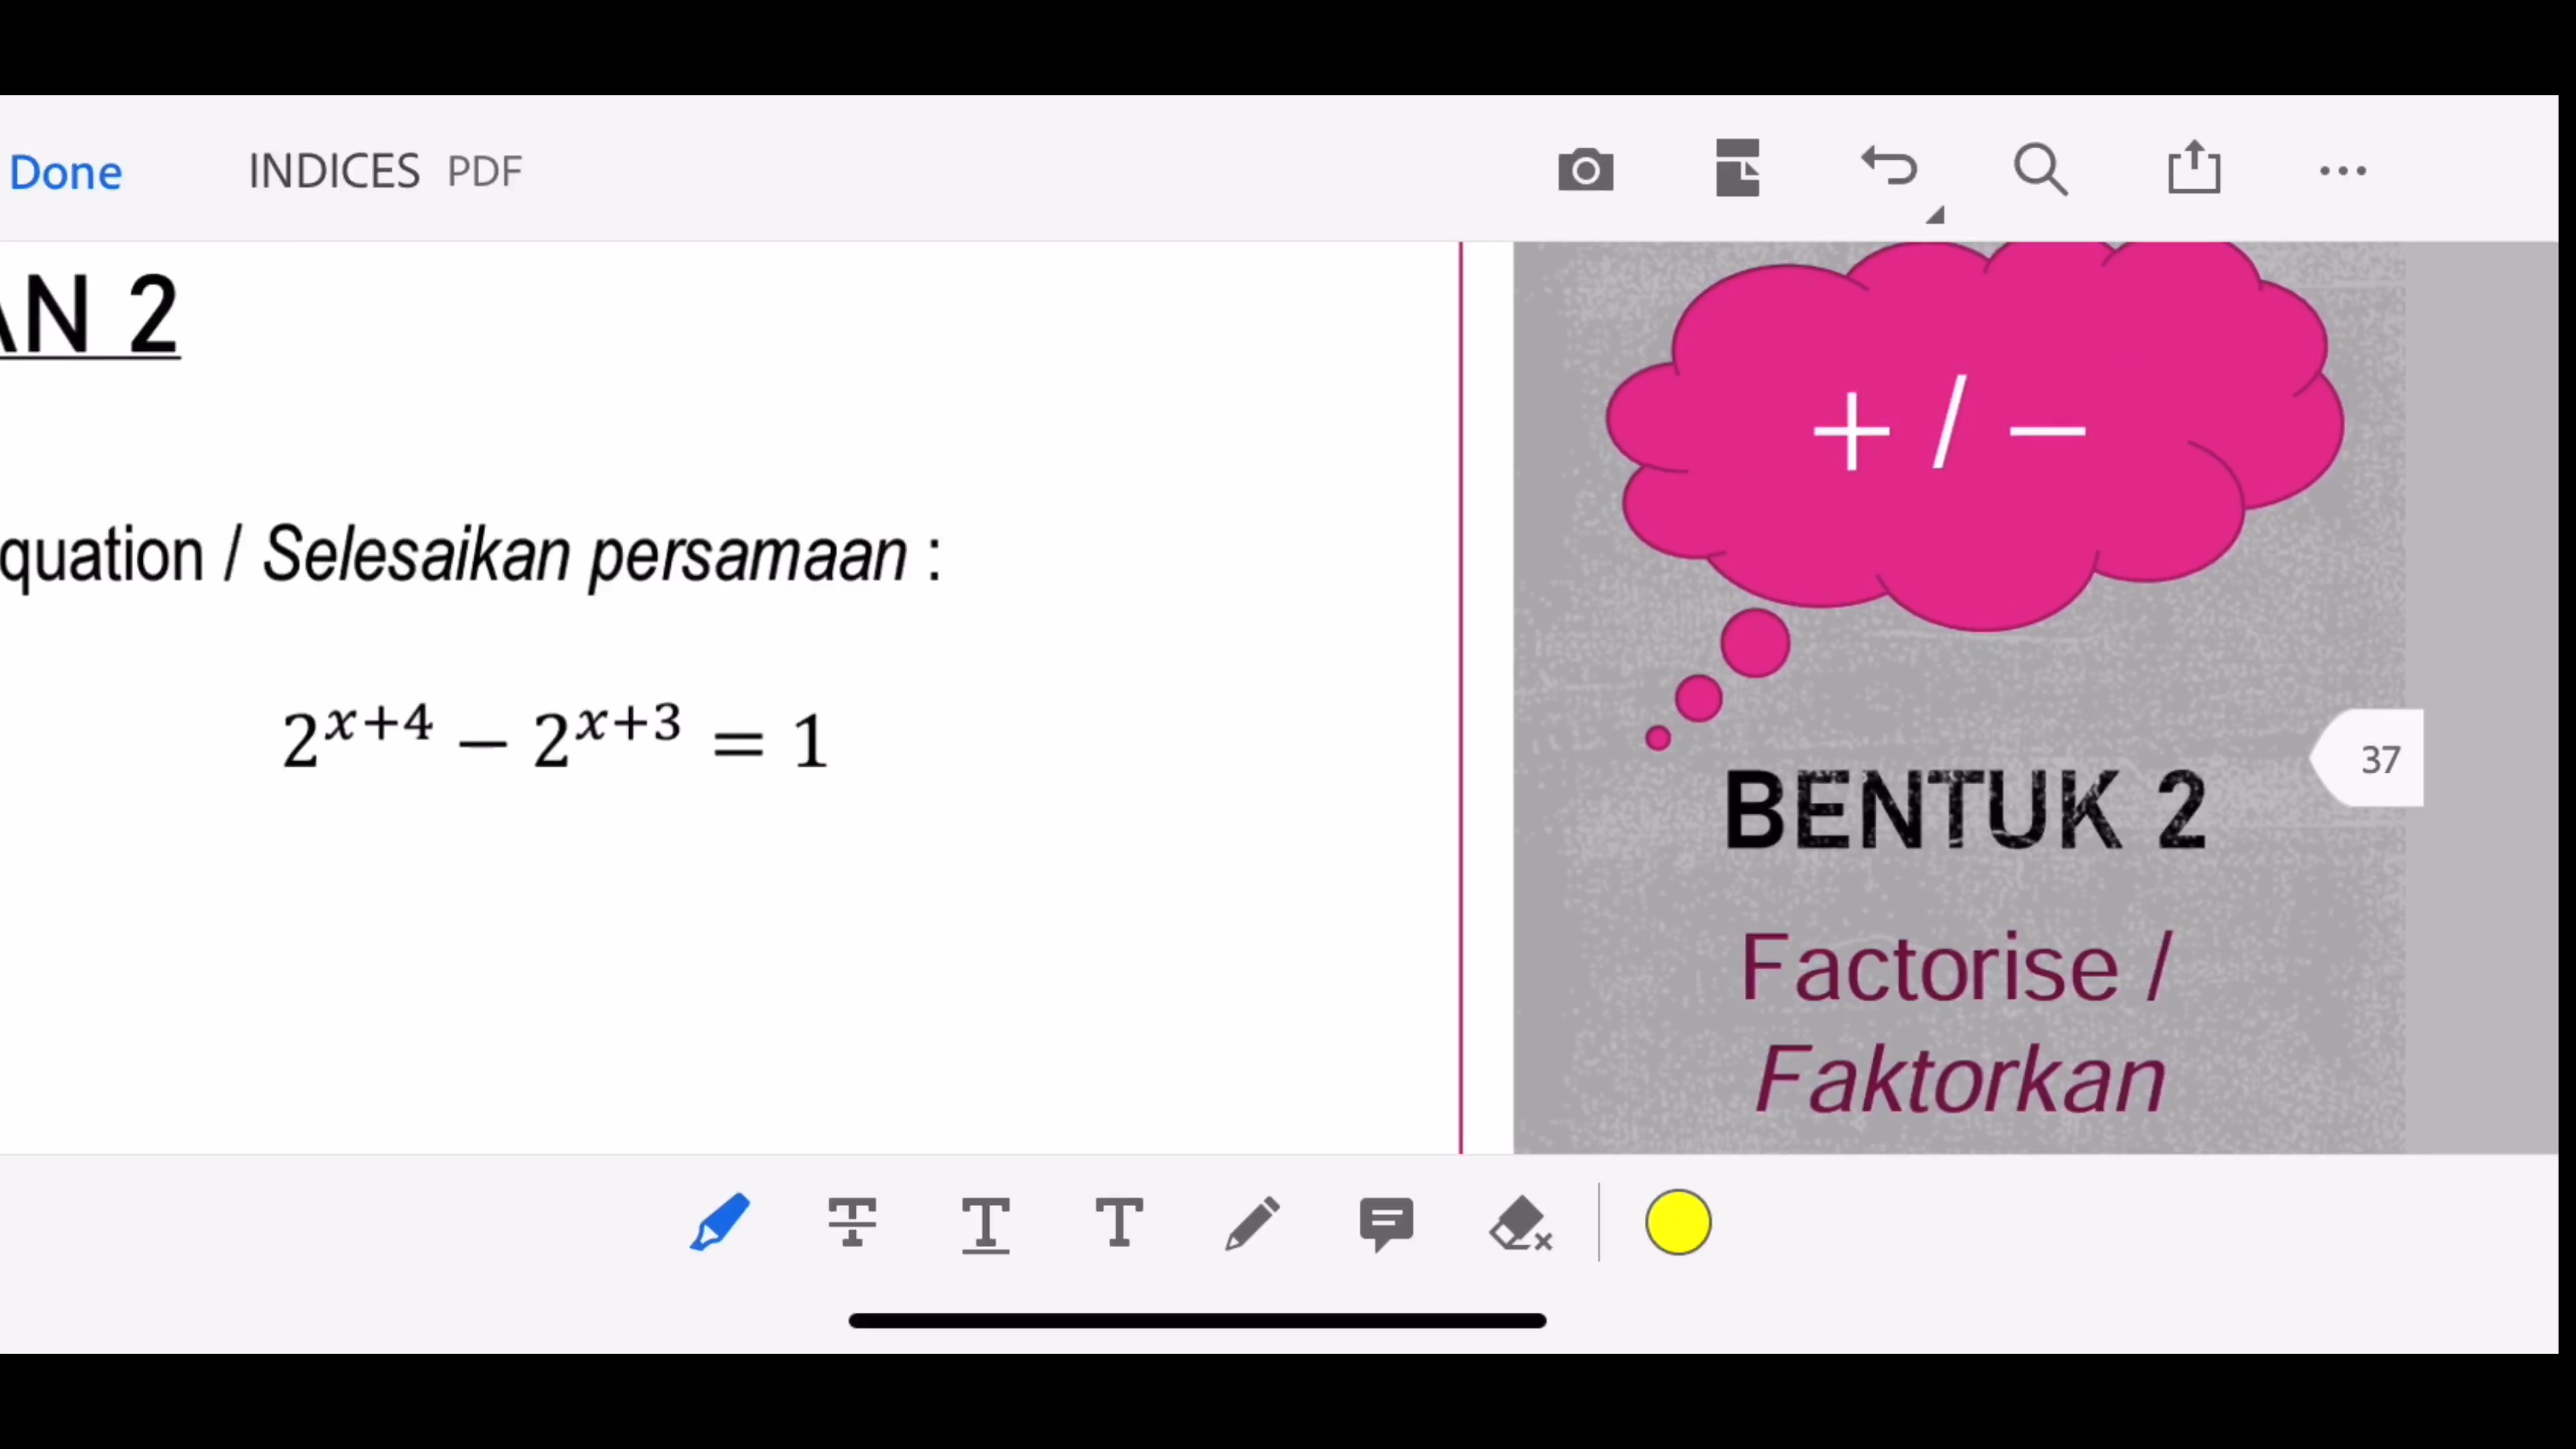 Done INDICES PDF
AN 2
quation / Selesaikan persamaan :
2^{x+4} − 2^{x+3} = 1
+ / −
BENTUK 2
37
Factorise /
Faktorkan